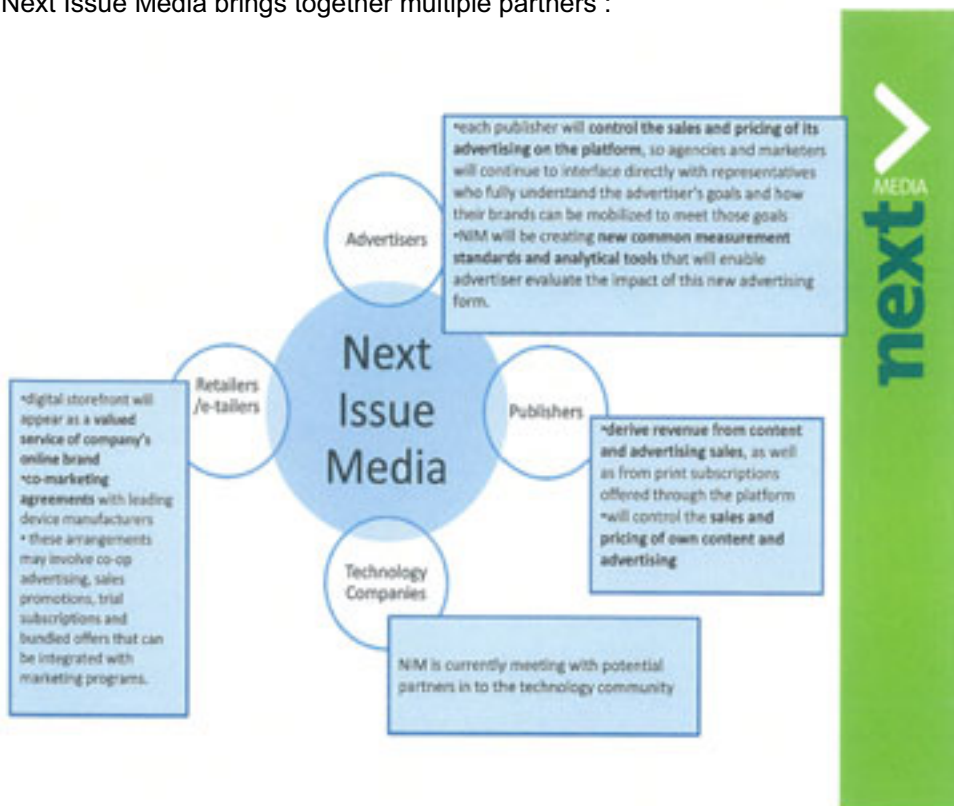 Next Issue Media brings together multiple partners :
•each publisher will control the sales and pricing of its
advertising on the platform, so agencies and marketers
will continue to interface directly with representatives
who fully understand the advertiser's goals and how
their brands can be mobilized to meet those goals
•NIM will be creating new common measurement
standards and analytical tools that will enable
advertiser evaluate the impact of this new advertising
form.
Advertisers
Next
Issue
Media
Retailers
/e-tailers
•digital storefront will
appear as a valued
service of company's
online brand
•co-marketing
agreements with leading
device manufacturers
• these arrangements
may involve co-op
advertising, sales
promotions, trial
subscriptions and
bundled offers that can
be integrated with
marketing programs.
Publishers
•derive revenue from content
and advertising sales, as well
as from print subscriptions
offered through the platform
•will control the sales and
pricing of own content and
advertising
Technology
Companies
NIM is currently meeting with potential
partners in to the technology community
next
MEDIA